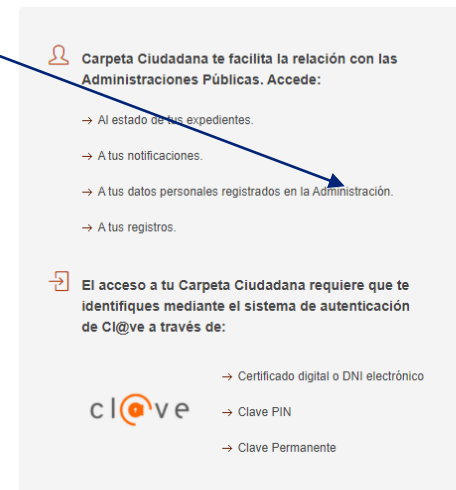 Carpeta Ciudadana te facilita la relación con las
Administraciones Públicas. Accede:
→ Al estado de tus expedientes.
→ A tus notificaciones.
→ A tus datos personales registrados en la Administración.
→ A tus registros.
El acceso a tu Carpeta Ciudadana requiere que te
identifiques mediante el sistema de autenticación
de Cl@ve a través de:
→ Certificado digital o DNI electrónico
cl@ve
→ Clave PIN
→ Clave Permanente